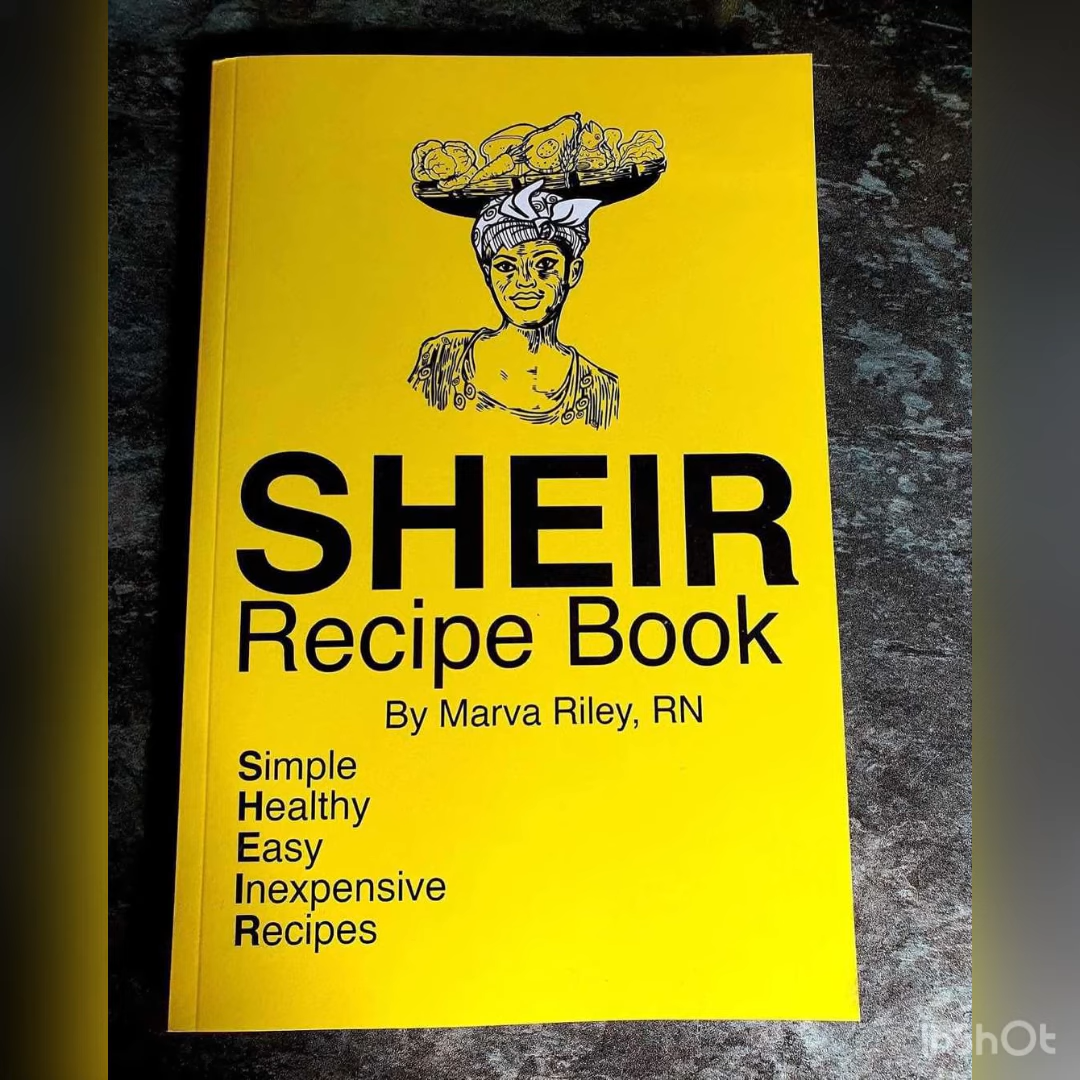 SHEIR
Recipe Book
By Marva Riley, RN
Simple
Healthy
Easy
Inexpensive
Recipes
InShOt